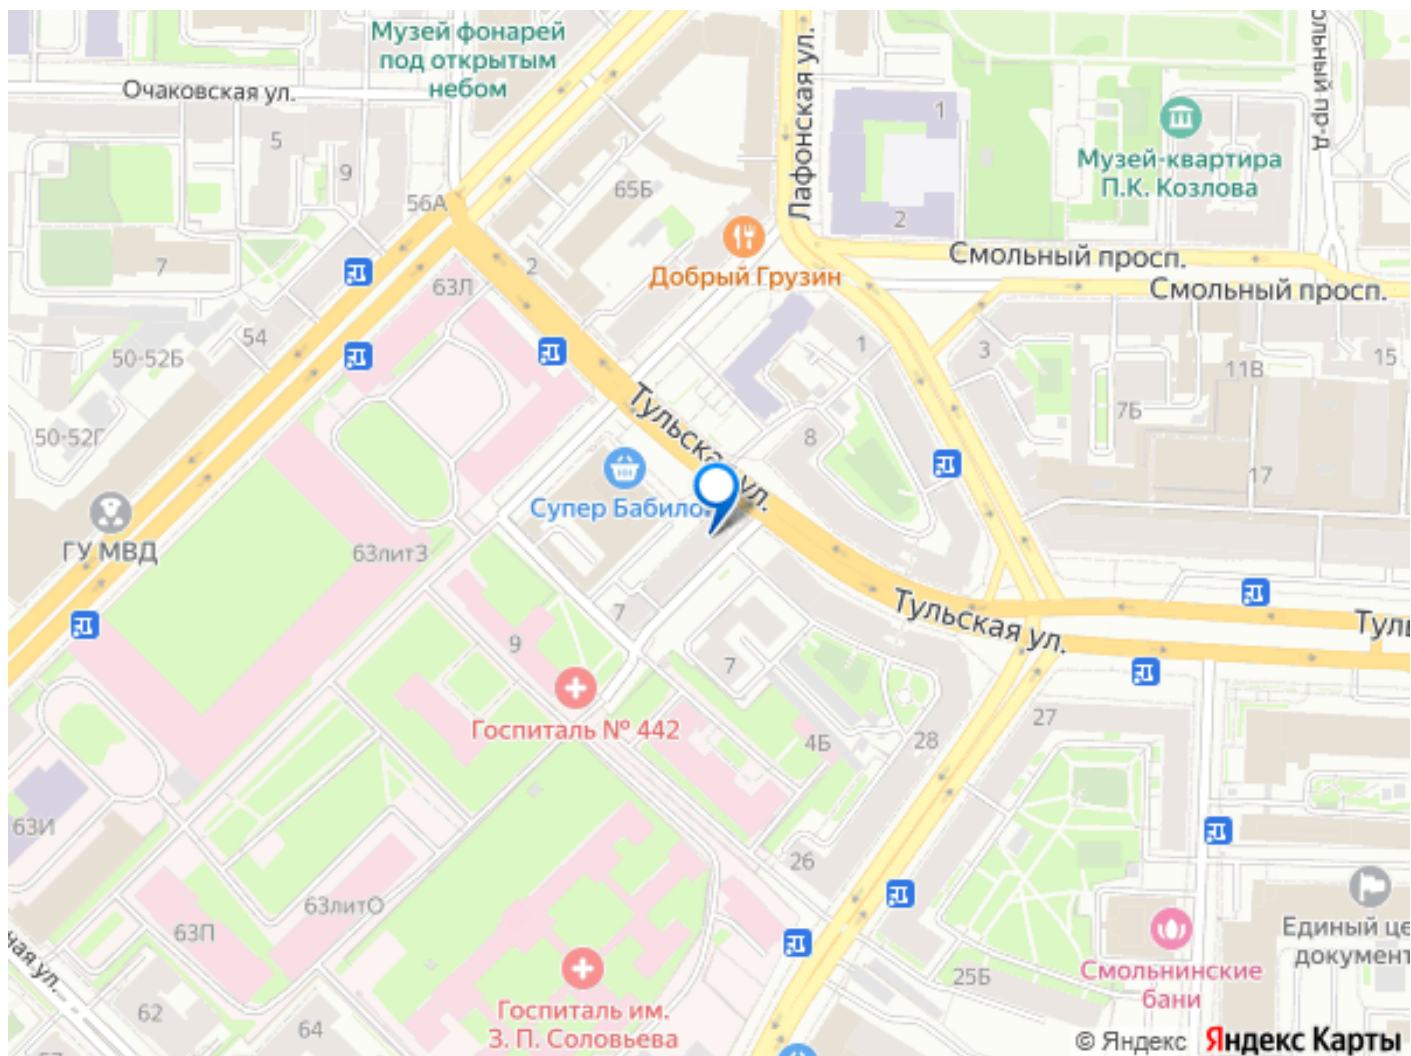 Музей фонарей
под открытым
небом
Очаковская ул.
Лафонская ул.
1
Музей-квартира
П.К. Козлова
5
9
65Б
56А
2
Смольный просп.
Добрый Грузин
Смольный просп.
7
2
63Л
54
50-52Б
1
3
11В
15
7Б
Тульская ул.
50-52Г
8
17
Супер Бабило
ГУ МВД
63литЗ
Тульская ул.
7
9
7
Госпиталь № 442
4Б
28
27
63И
26
63литО
63П
Единый це
документ
Смольнинские
бани
25Б
Госпиталь им.
З. П. Соловьева
62
64
© Яндекс Яндекс Карты